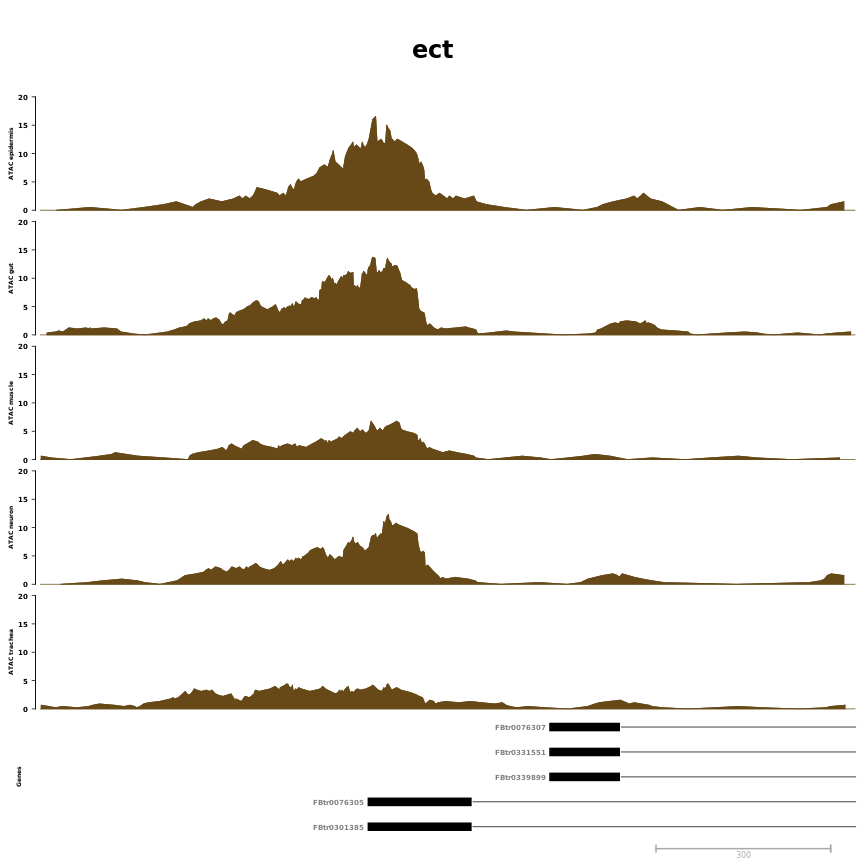 ect
20
15
10
5
0
ATAC epidermis
20
15
10
5
0
ATAC gut
20
15
10
5
0
ATAC muscle
20
15
10
5
0
ATAC neuron
20
15
10
5
0
ATAC trachea
FBtr0076307
FBtr0331551
FBtr0339899
Genes
FBtr0076305
FBtr0301385
300